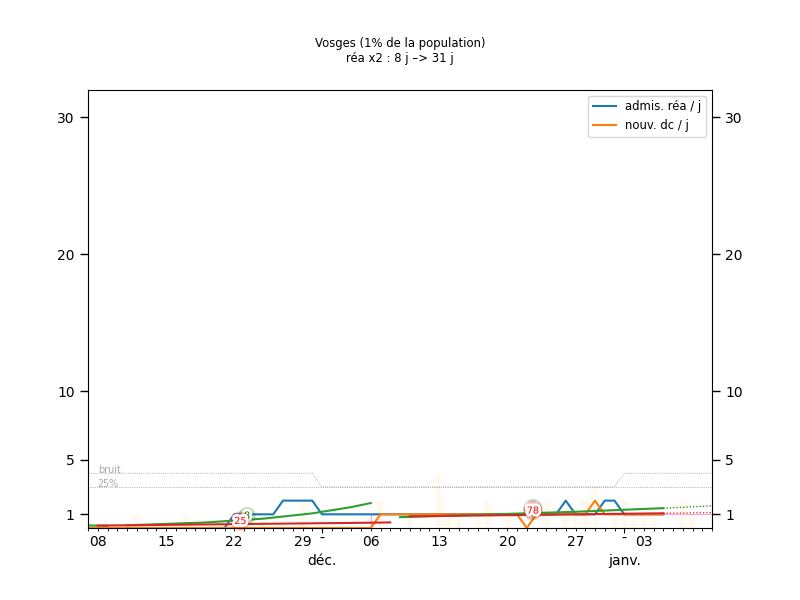 Vosges (1% de la population)
réa x2 : 8 j –> 31 j
admis. réa / j
nouv. dc / j
30 30
20 20
10 10
5 5
bruit
25%
1 1
25
78
08 15 22 29 - 06 13 20 27 - 03
déc. janv.